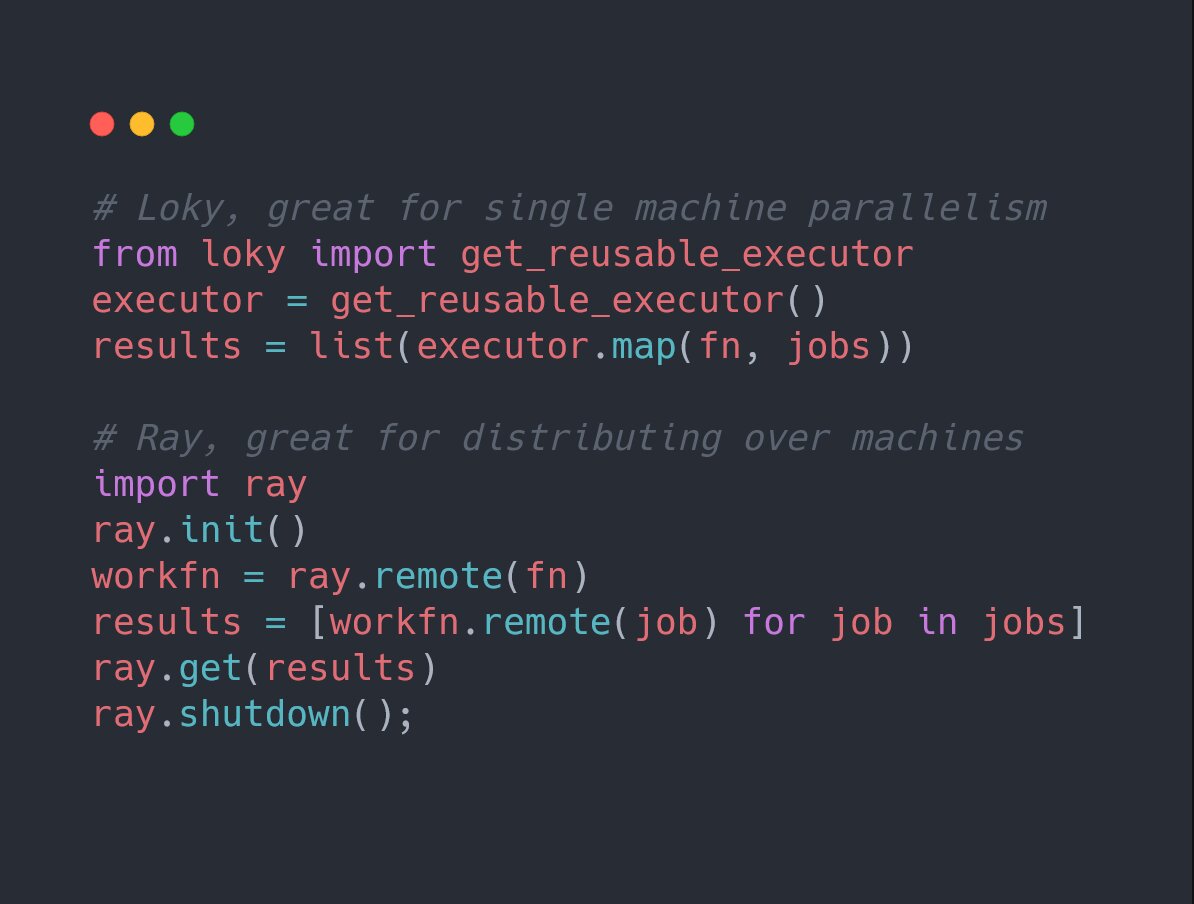 # Loky, great for single machine parallelism
from loky import get_reusable_executor
executor = get_reusable_executor()
results = list(executor.map(fn, jobs))
# Ray, great for distributing over machines
import ray
ray.init()
workfn = ray.remote(fn)
results = [workfn.remote(job) for job in jobs]
ray.get(results)
ray.shutdown();